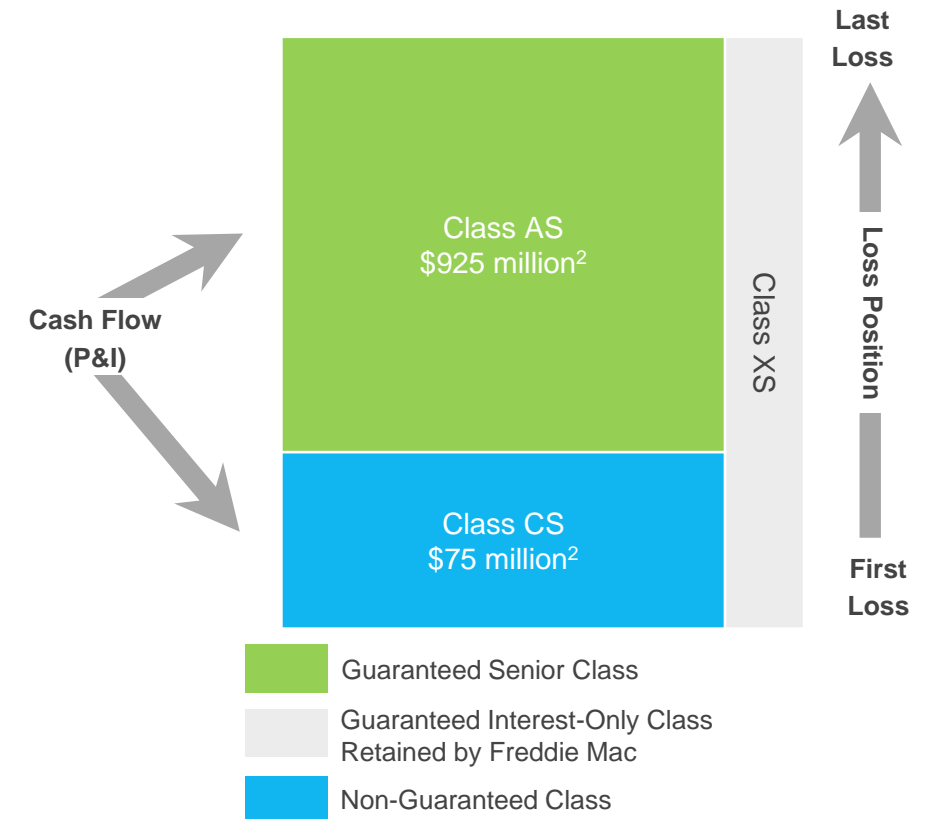 Last
Loss
Class AS
$925 million²
Cash Flow
(P&I)
Class XS
Loss Position
Class CS
$75 million²
First
Loss
Guaranteed Senior Class
Guaranteed Interest-Only Class
Retained by Freddie Mac
Non-Guaranteed Class